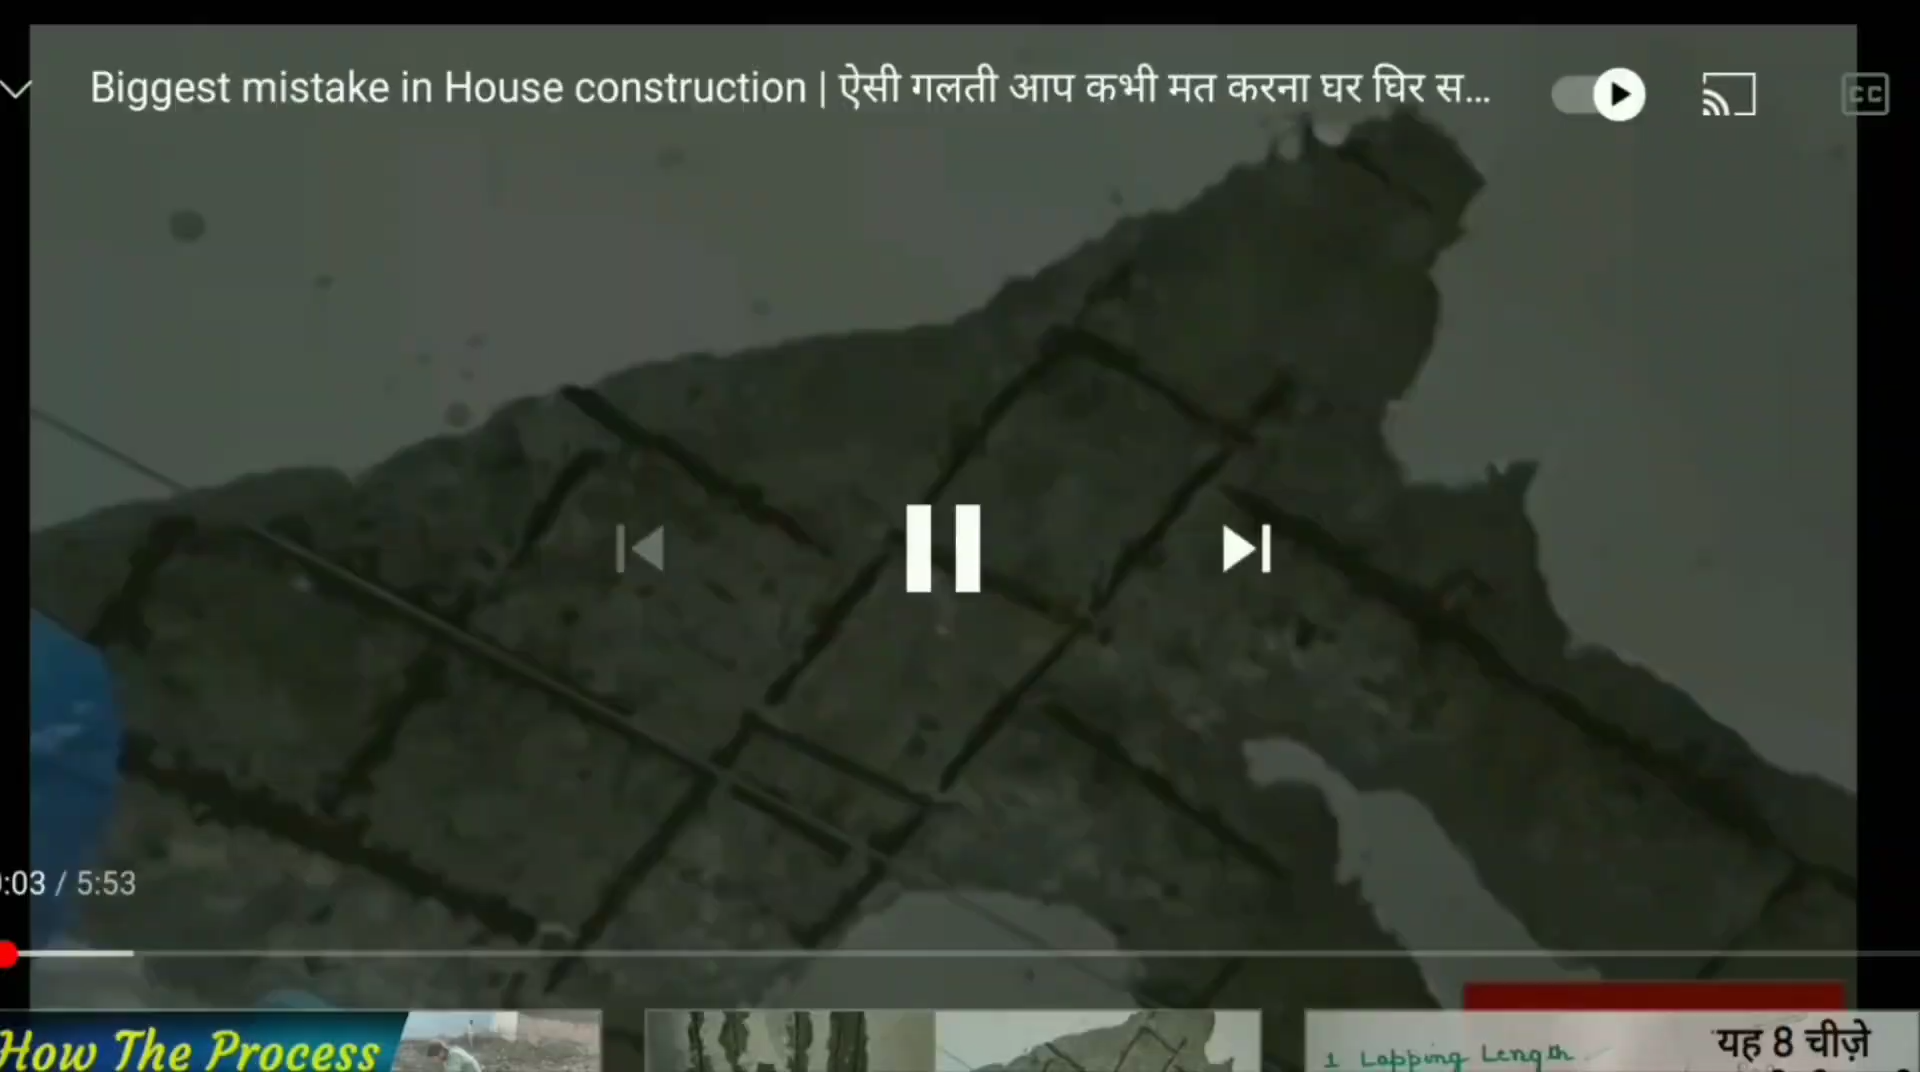 Biggest mistake in House construction | ऐसी गलती आप कभी मत करना घर घिर स...
CC
:03 / 5:53
How The Process
1 Lapping Length
यह 8 चीज़े